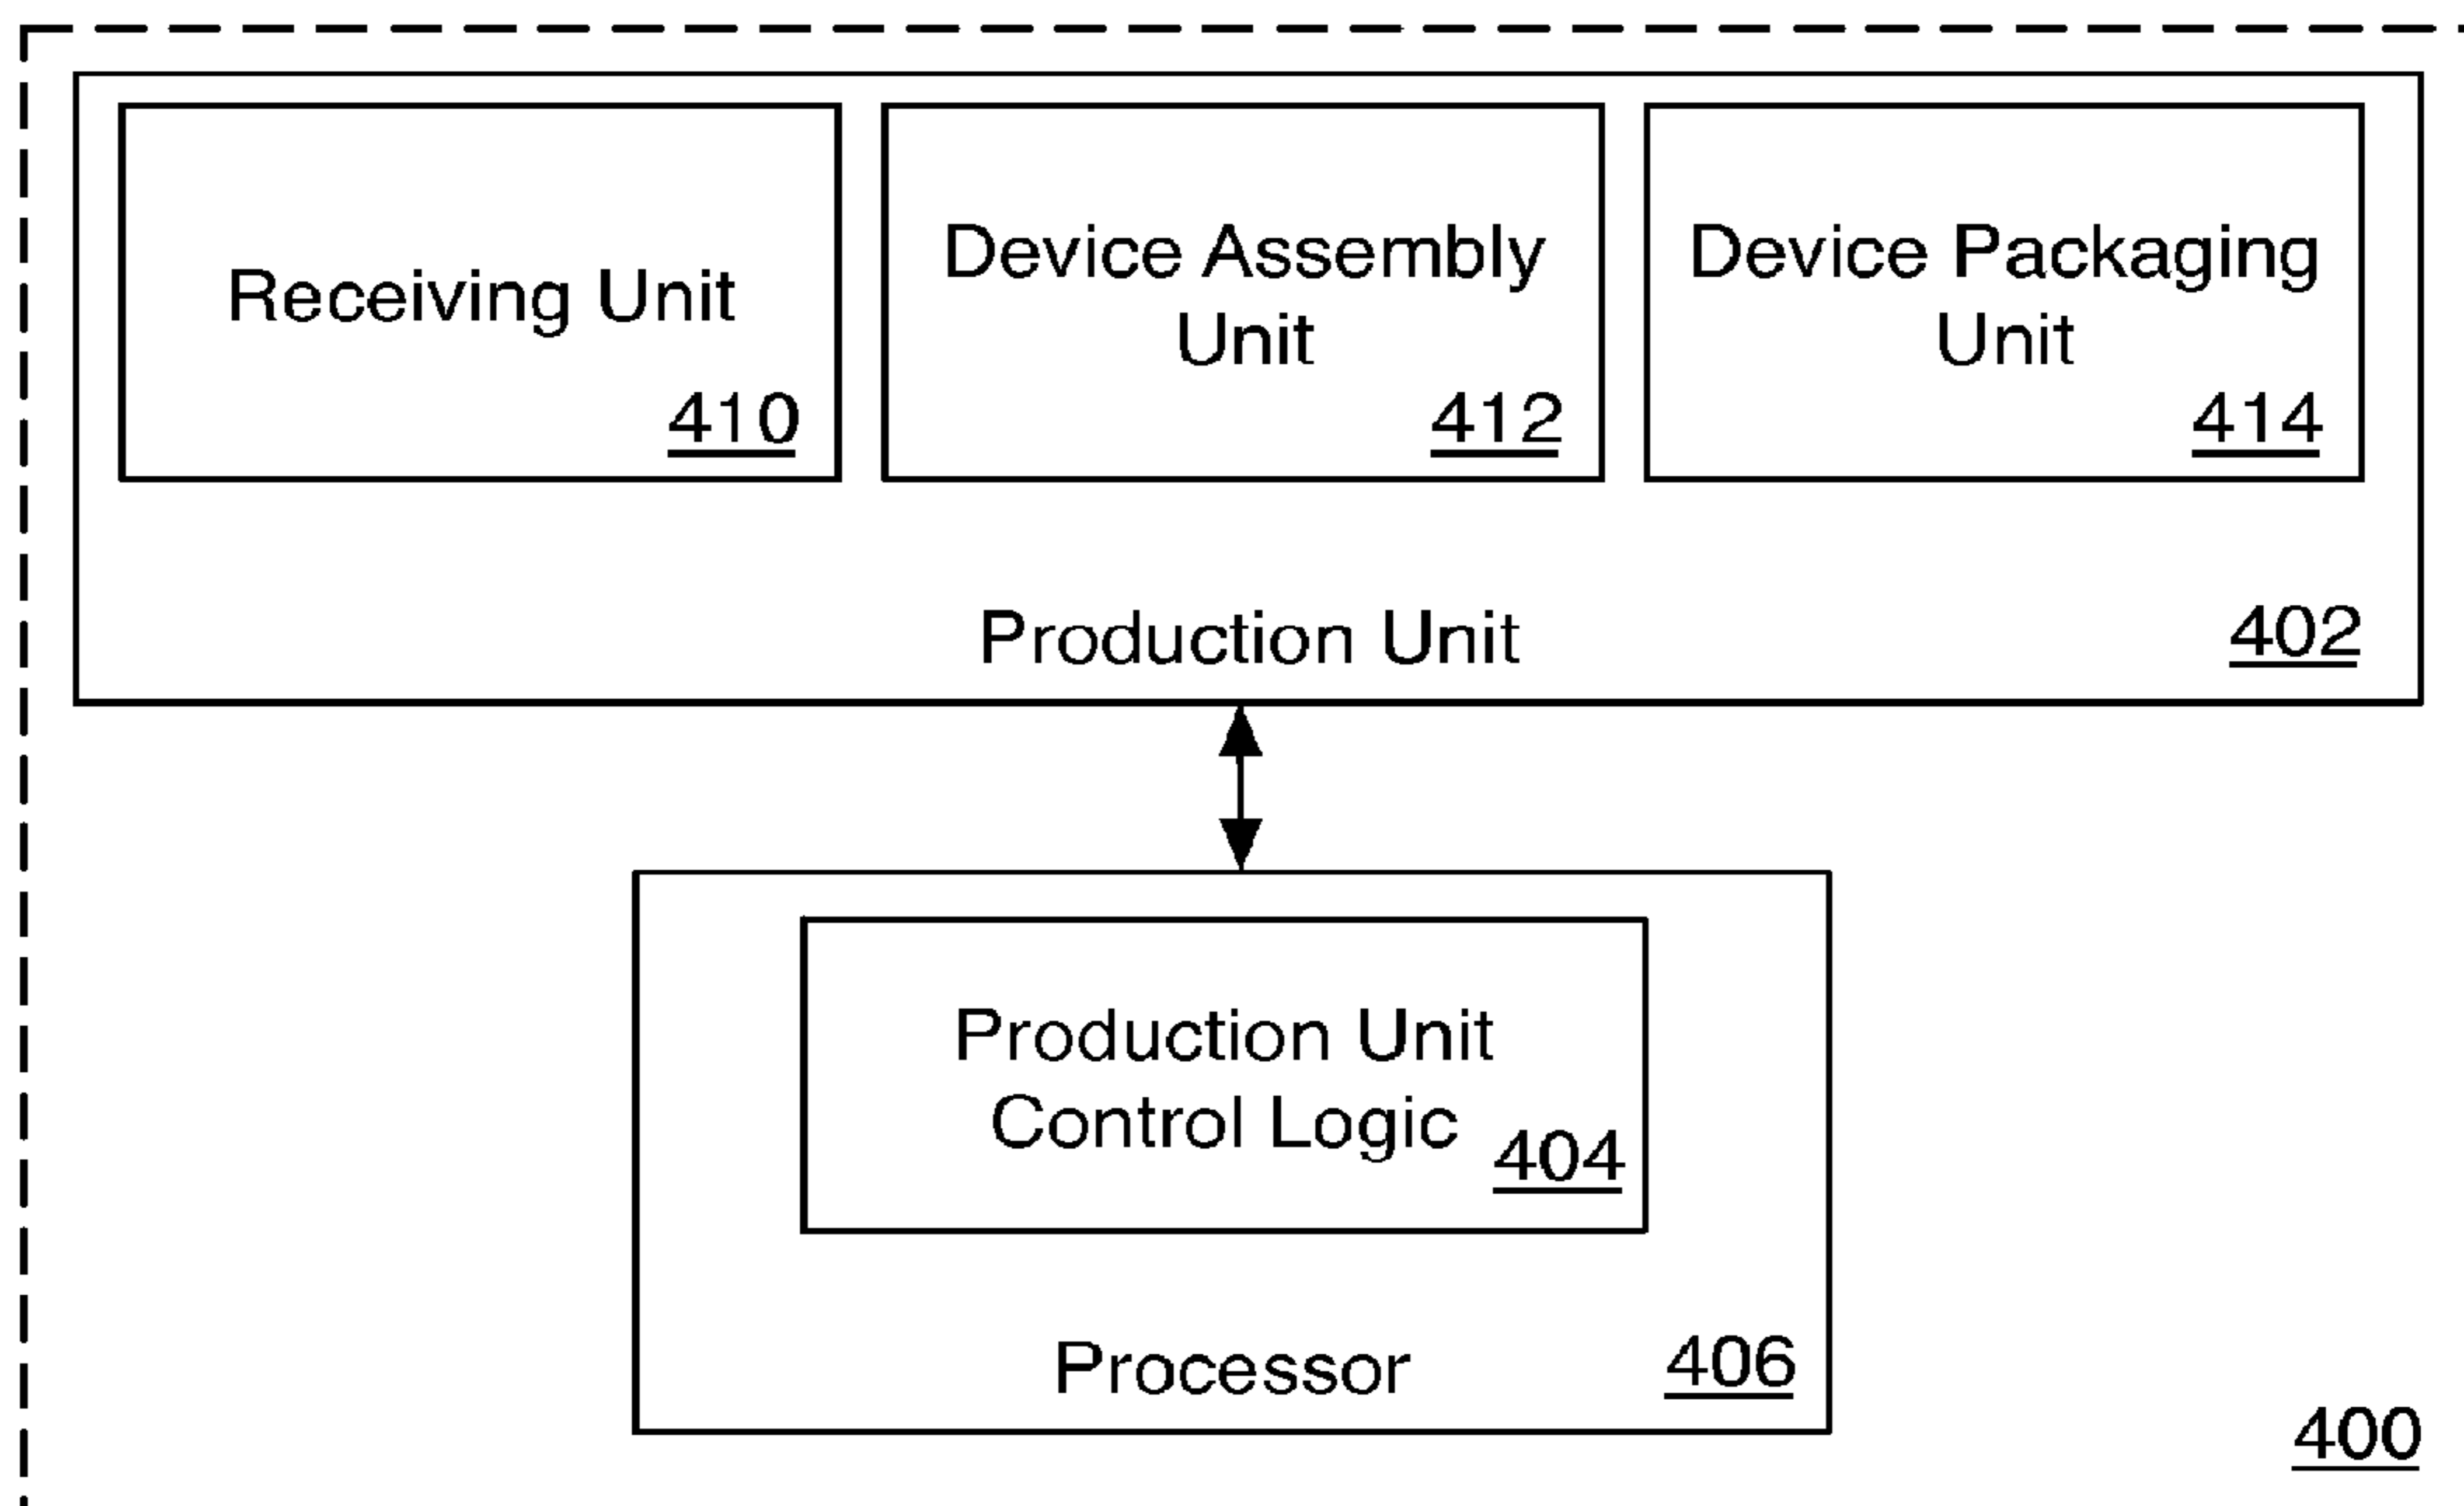 Receiving Unit
410
Device Assembly
Unit
412
Device Packaging
Unit
414
Production Unit
402
Production Unit
Control Logic
404
Processor
406
400